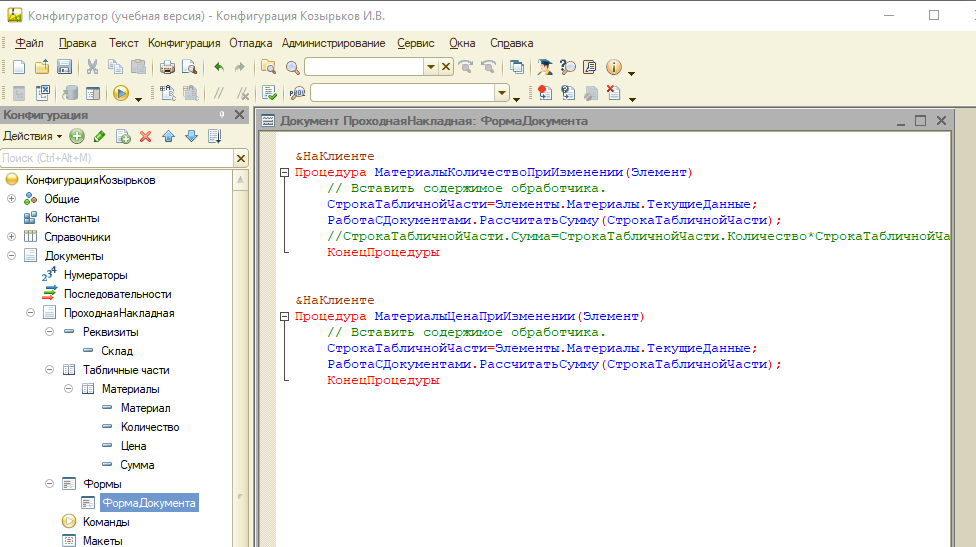 Конфигуратор (учебная версия) - Конфигурация Козырьков И.В.
Файл Правка Текст Конфигурация Отладка Администрирование Сервис Окна Справка
Конфигурация
Действия
Поиск (Ctrl+Alt+M)
КонфигурацияКозырьков
Общие
Константы
Справочники
Документы
Нумераторы
Последовательности
ПроходнаяНакладная
Реквизиты
Склад
Табличные части
Материалы
Материал
Количество
Цена
Сумма
Формы
ФормаДокумента
Команды
Макеты
Документ ПроходнаяНакладная: ФормаДокумента
&НаКлиенте
Процедура МатериалыКоличествоПриИзменении(Элемент)
// Вставить содержимое обработчика.
СтрокаТабличнойЧасти=Элементы.Материалы.ТекущиеДанные;
РаботаСДокументами.РассчитатьСумму(СтрокаТабличнойЧасти);
//СтрокаТабличнойЧасти.Сумма=СтрокаТабличнойЧасти.Количество*СтрокаТабличнойЧа
КонецПроцедуры
&НаКлиенте
Процедура МатериалыЦенаПриИзменении(Элемент)
// Вставить содержимое обработчика.
СтрокаТабличнойЧасти=Элементы.Материалы.ТекущиеДанные;
РаботаСДокументами.РассчитатьСумму(СтрокаТабличнойЧасти);
КонецПроцедуры